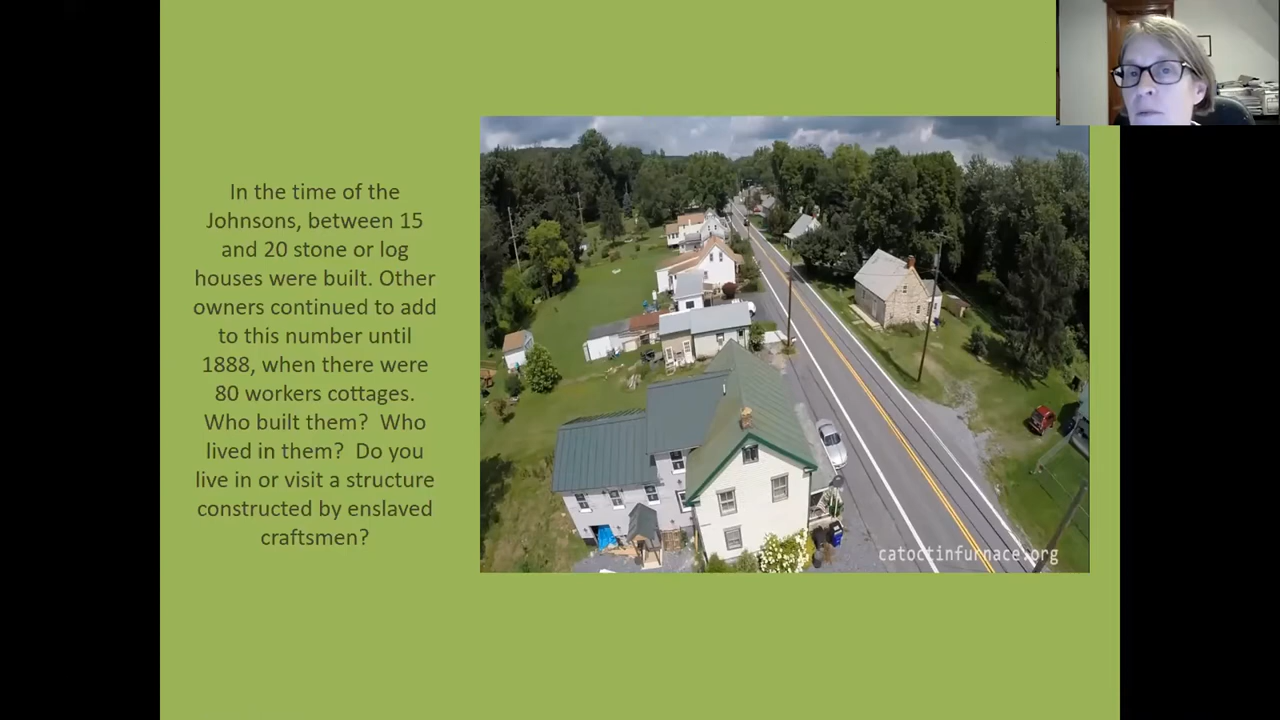 In the time of the
Johnsons, between 15
and 20 stone or log
houses were built. Other
owners continued to add
to this number until
1888, when there were
80 workers cottages.
Who built them?  Who
lived in them?  Do you
live in or visit a structure
constructed by enslaved
craftsmen?
catoctinfurnace.org